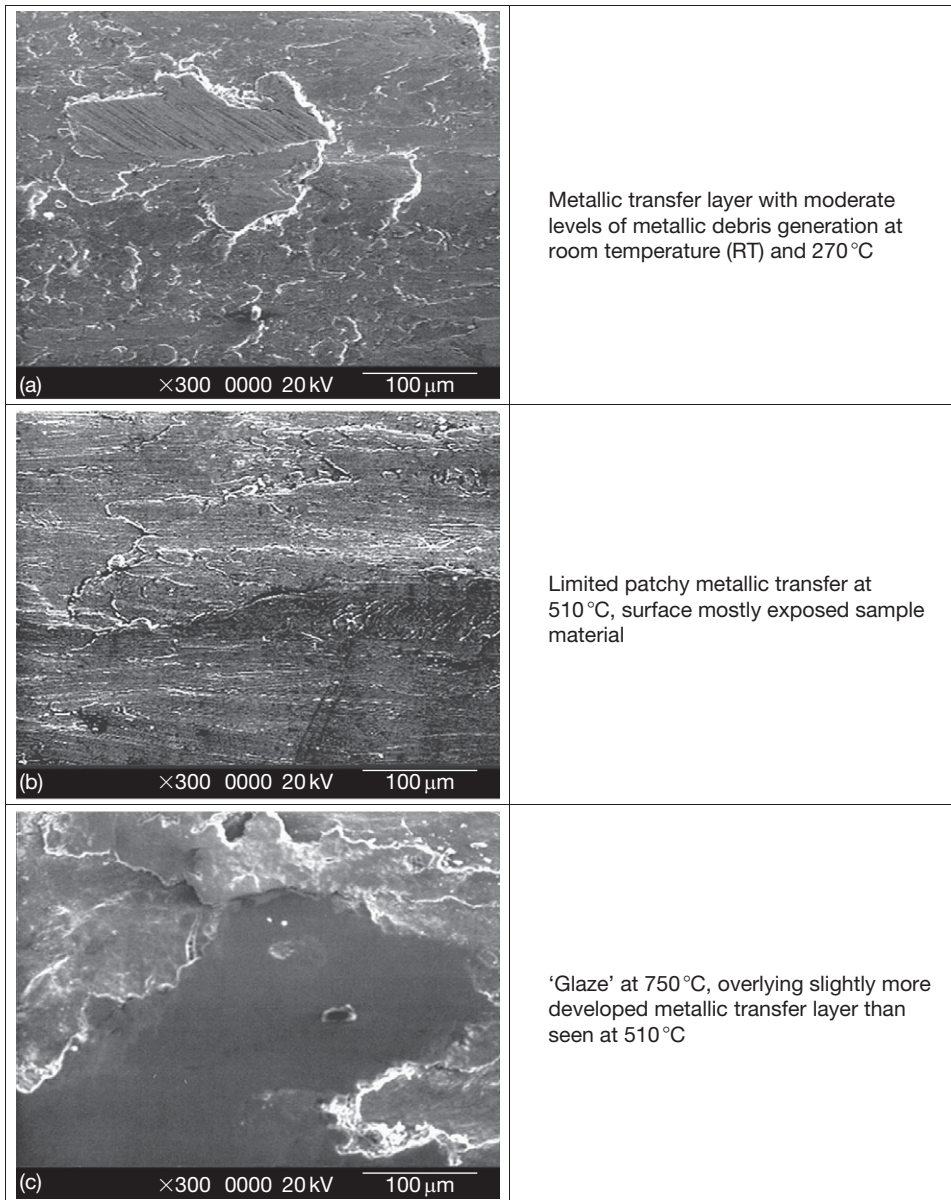 Metallic transfer layer with moderate
levels of metallic debris generation at
room temperature (RT) and 270 °C
(a) ×300 0000 20 kV 100 μm
Limited patchy metallic transfer at
510 °C, surface mostly exposed sample
material
(b) ×300 0000 20 kV 100 μm
‘Glaze’ at 750 °C, overlying slightly more
developed metallic transfer layer than
seen at 510 °C
(c) ×300 0000 20 kV 100 μm